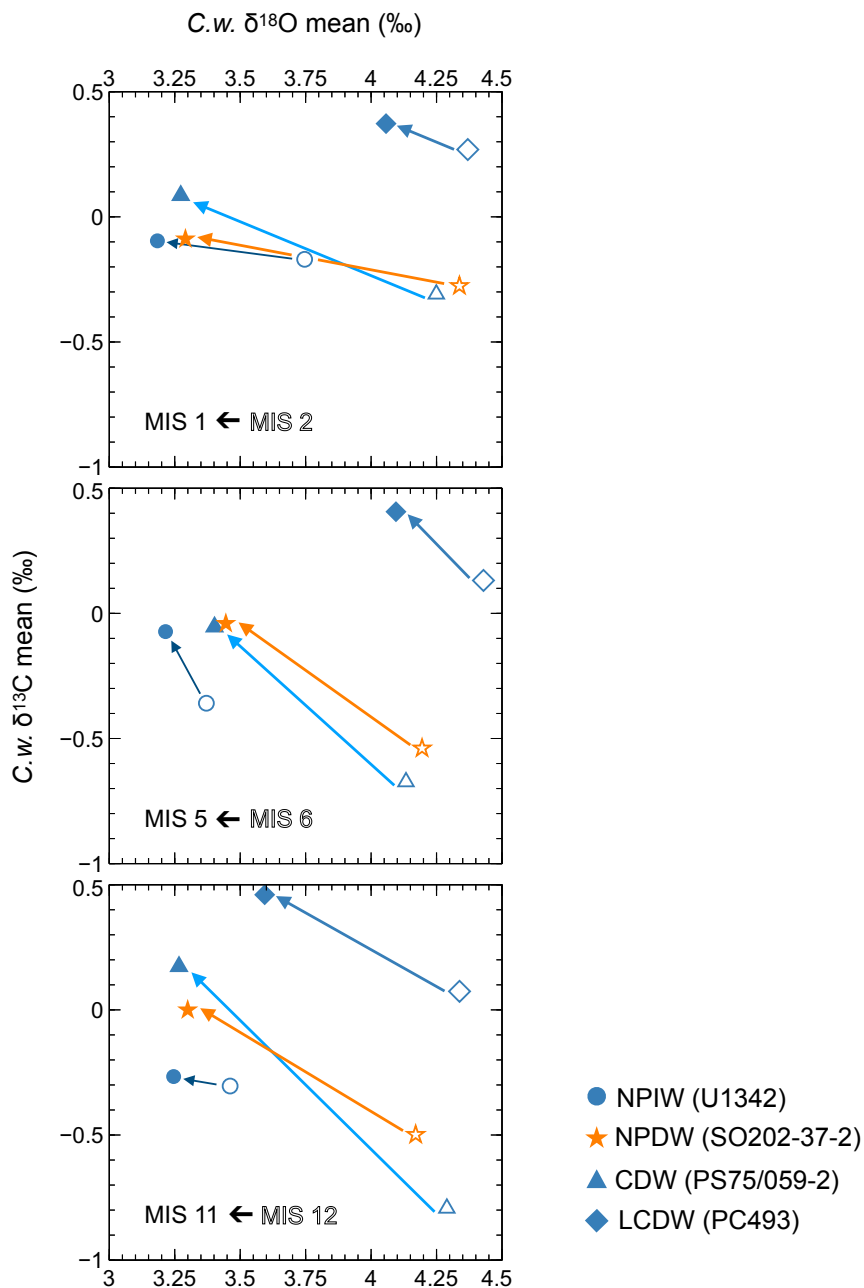 C.w. δ¹⁸O mean (‰)
3 3.25 3.5 3.75 4 4.25 4.5
0.5
0
−0.5
−1
MIS 1 ← MIS 2
C.w. δ¹³C mean (‰)
0.5
0
−0.5
−1
MIS 5 ← MIS 6
0.5
0
−0.5
−1
MIS 11 ← MIS 12
3 3.25 3.5 3.75 4 4.25 4.5
NPIW (U1342)
NPDW (SO202-37-2)
CDW (PS75/059-2)
LCDW (PC493)